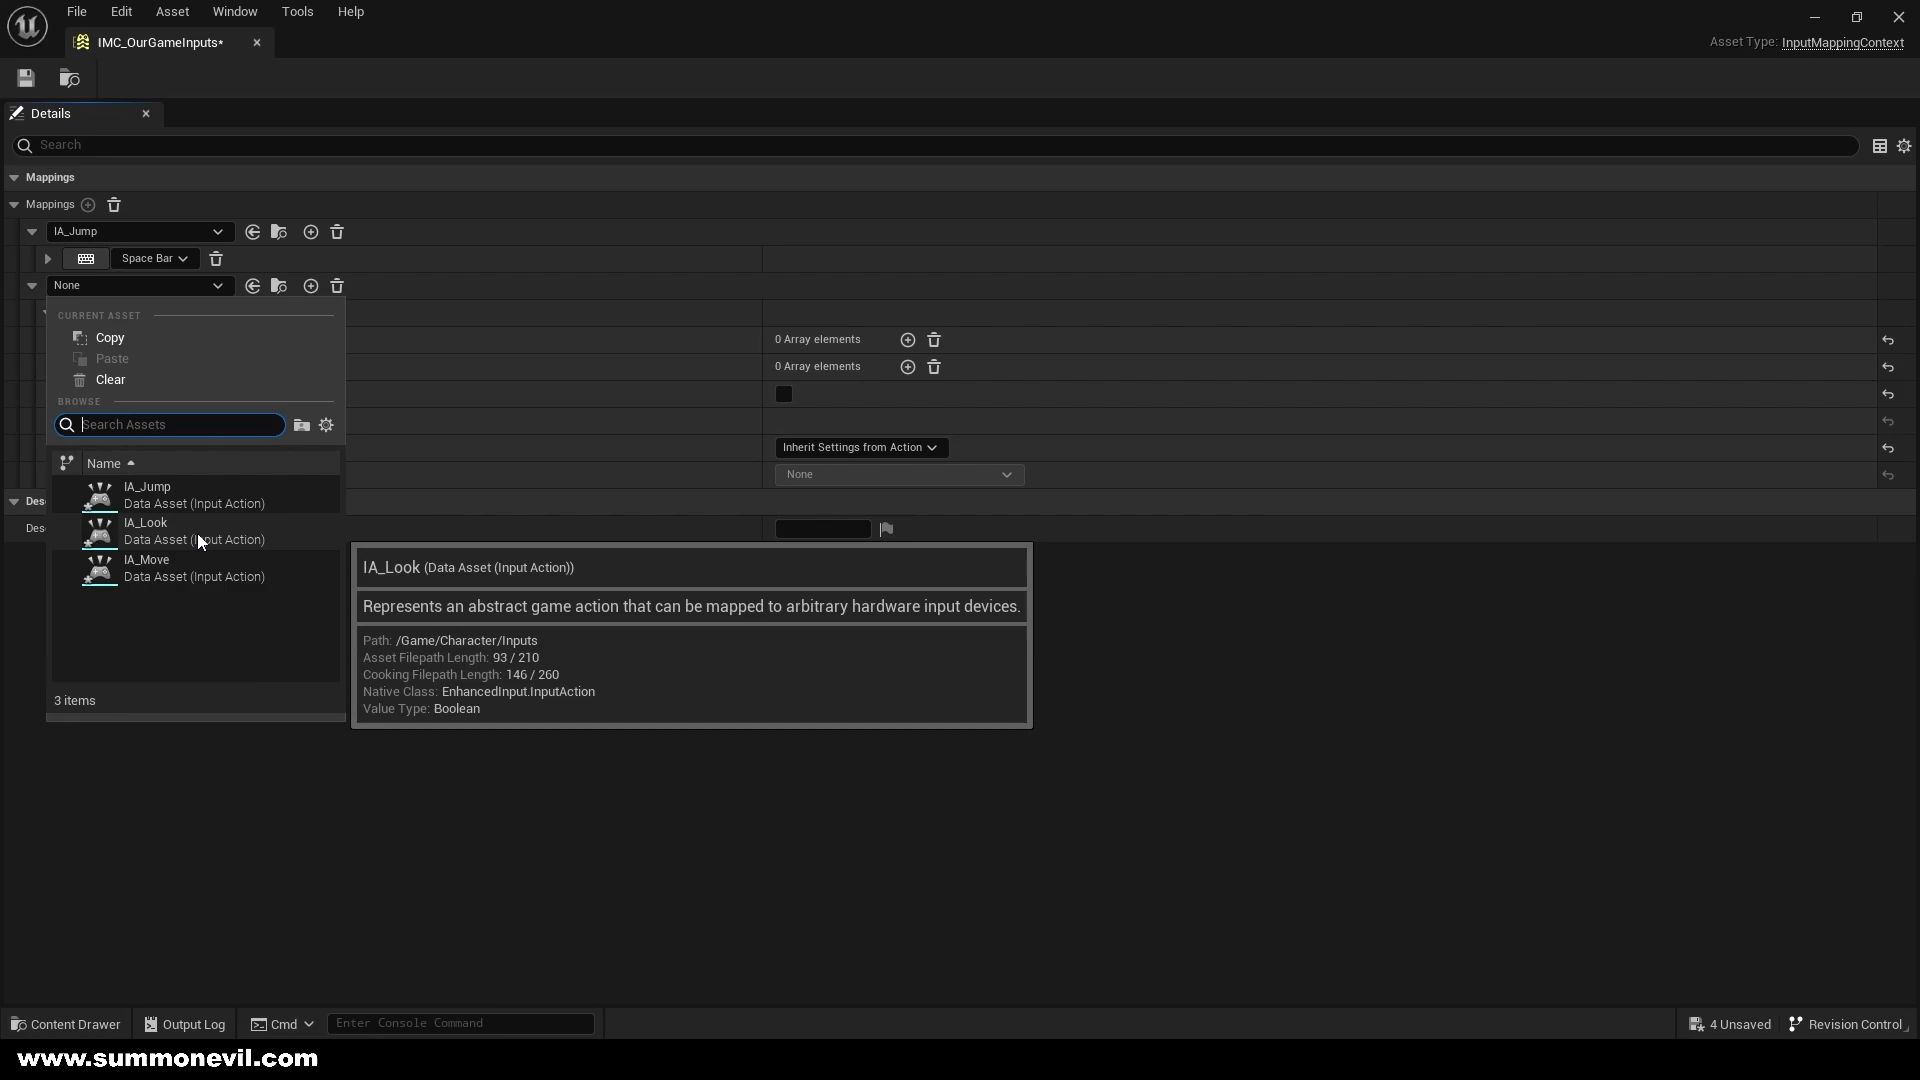 File Edit Asset Window Tools Help
IMC_OurGameInputs*
Asset Type: InputMappingContext
Details
Search
Mappings
Mappings
IA_Jump
Space Bar
None
CURRENT ASSET
Copy
0 Array elements
Paste
0 Array elements
Clear
BROWSE
Search Assets
Inherit Settings from Action
Name
None
IA_Jump
Data Asset (Input Action)
Des
IA_Look
Des
Data Asset (Input Action)
IA_Move
Data Asset (Input Action)
IA_Look (Data Asset (Input Action))
Represents an abstract game action that can be mapped to arbitrary hardware input devices.
Path: /Game/Character/Inputs
Asset Filepath Length: 93 / 210
Cooking Filepath Length: 146 / 260
Native Class: EnhancedInput.InputAction
Value Type: Boolean
3 items
Content Drawer Output Log Cmd Enter Console Command 4 Unsaved Revision Control
www.summonevil.com